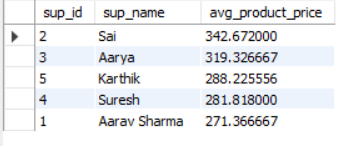 sup_id sup_name avg_product_price
2 Sai 342.672000
3 Aarya 319.326667
5 Karthik 288.225556
4 Suresh 281.818000
1 Aarav Sharma 271.366667